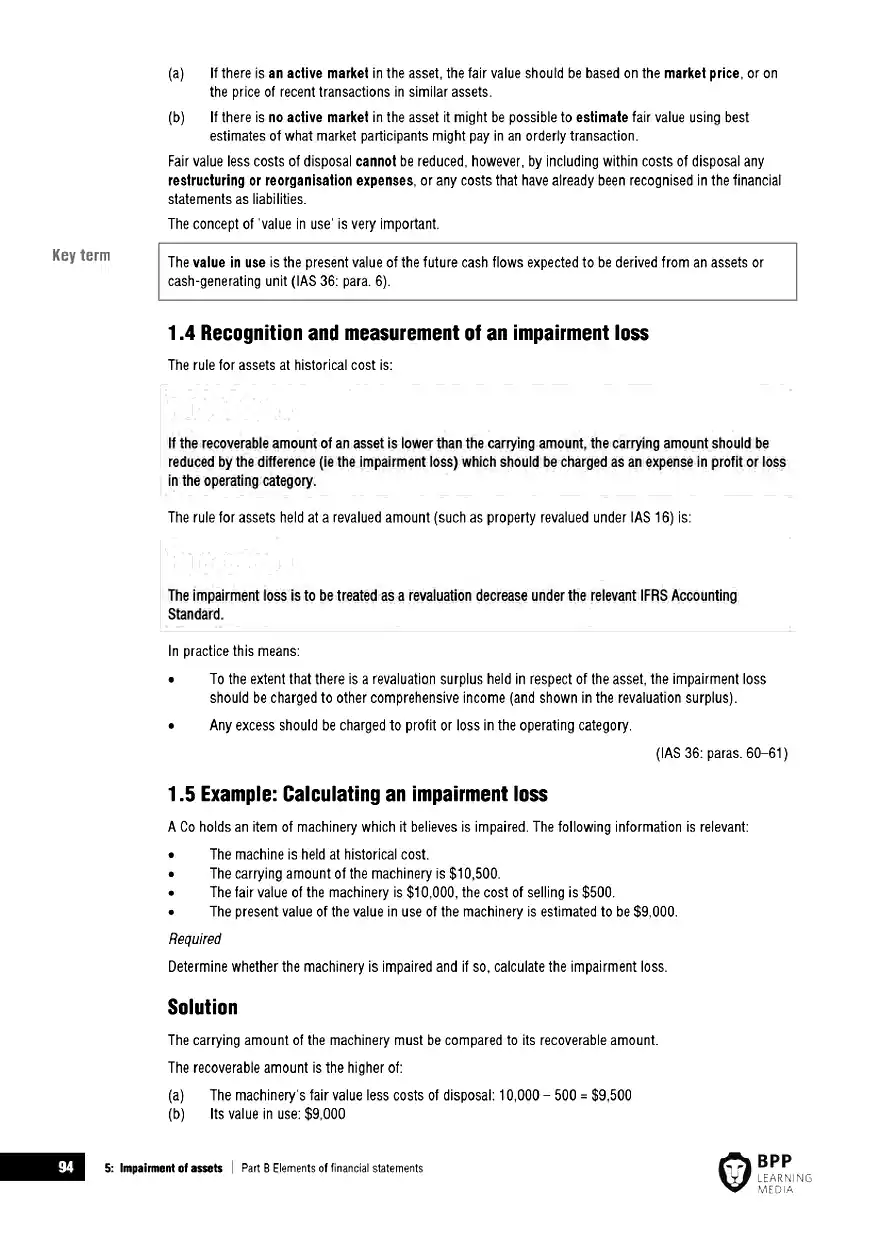 (a) If there is an active market in the asset, the fair value should be based on the market price, or on
the price of recent transactions in similar assets.
(b) If there is no active market in the asset it might be possible to estimate fair value using best
estimates of what market participants might pay in an orderly transaction.
Fair value less costs of disposal cannot be reduced, however, by including within costs of disposal any
restructuring or reorganisation expenses, or any costs that have already been recognised in the financial
statements as liabilities.
The concept of 'value in use' is very important.
Key term
The value in use is the present value of the future cash flows expected to be derived from an assets or
cash-generating unit (IAS 36: para. 6).
1.4 Recognition and measurement of an impairment loss
The rule for assets at historical cost is:
If the recoverable amount of an asset is lower than the carrying amount, the carrying amount should be
reduced by the difference (ie the impairment loss) which should be charged as an expense in profit or loss
in the operating category.
The rule for assets held at a revalued amount (such as property revalued under IAS 16) is:
The impairment loss is to be treated as a revaluation decrease under the relevant IFRS Accounting
Standard.
In practice this means:
• To the extent that there is a revaluation surplus held in respect of the asset, the impairment loss
should be charged to other comprehensive income (and shown in the revaluation surplus).
• Any excess should be charged to profit or loss in the operating category.
(IAS 36: paras. 60–61)
1.5 Example: Calculating an impairment loss
A Co holds an item of machinery which it believes is impaired. The following information is relevant:
• The machine is held at historical cost.
• The carrying amount of the machinery is $10,500.
• The fair value of the machinery is $10,000, the cost of selling is $500.
• The present value of the value in use of the machinery is estimated to be $9,000.
Required
Determine whether the machinery is impaired and if so, calculate the impairment loss.
Solution
The carrying amount of the machinery must be compared to its recoverable amount.
The recoverable amount is the higher of:
(a) The machinery's fair value less costs of disposal: 10,000 – 500 = $9,500
(b) Its value in use: $9,000
94 5: Impairment of assets | Part B Elements of financial statements
BPP
LEARNING
MEDIA